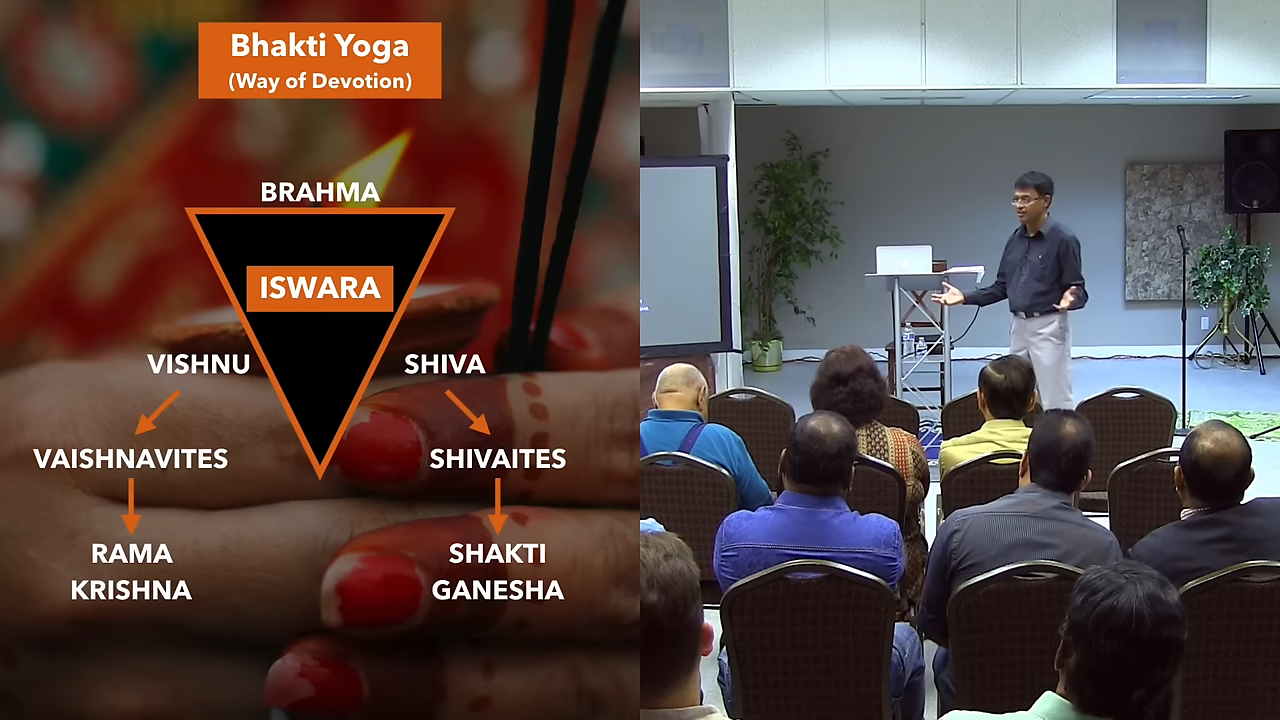 Bhakti Yoga
(Way of Devotion)
BRAHMA
ISWARA
VISHNU
SHIVA
VAISHNAVITES
SHIVAITES
RAMA
KRISHNA
SHAKTI
GANESHA